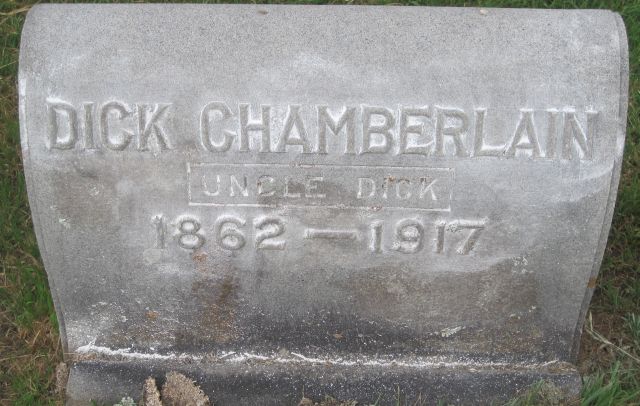 DICK CHAMBERLAIN
UNCLE DICK
1862 — 1917